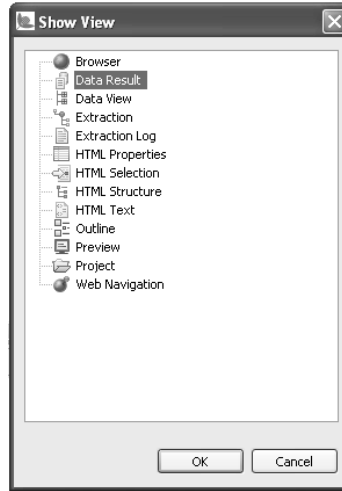 Show View
Browser
Data Result
Data View
Extraction
Extraction Log
HTML Properties
HTML Selection
HTML Structure
HTML Text
Outline
Preview
Project
Web Navigation
OK
Cancel